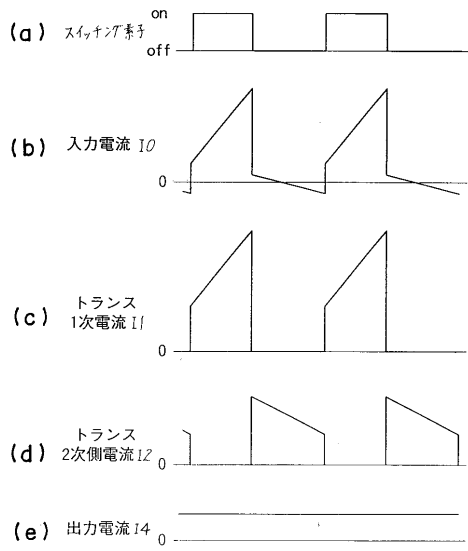 on
(a) スイッチング素子
off
(b) 入力電流 I0
0
(c) トランス
1次電流 I1
0
(d) トランス
2次側電流 I2 0
(e) 出力電流 I4
0